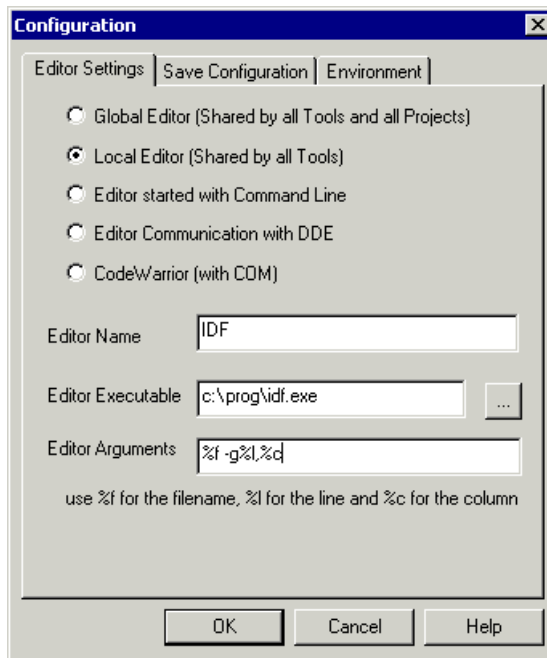 Configuration
Editor Settings Save Configuration Environment
Global Editor (Shared by all Tools and all Projects)
Local Editor (Shared by all Tools)
Editor started with Command Line
Editor Communication with DDE
CodeWarrior (with COM)
Editor Name IDF
Editor Executable c:\prog\idf.exe ...
Editor Arguments %f -g%l,%c
use %f for the filename, %l for the line and %c for the column
OK Cancel Help